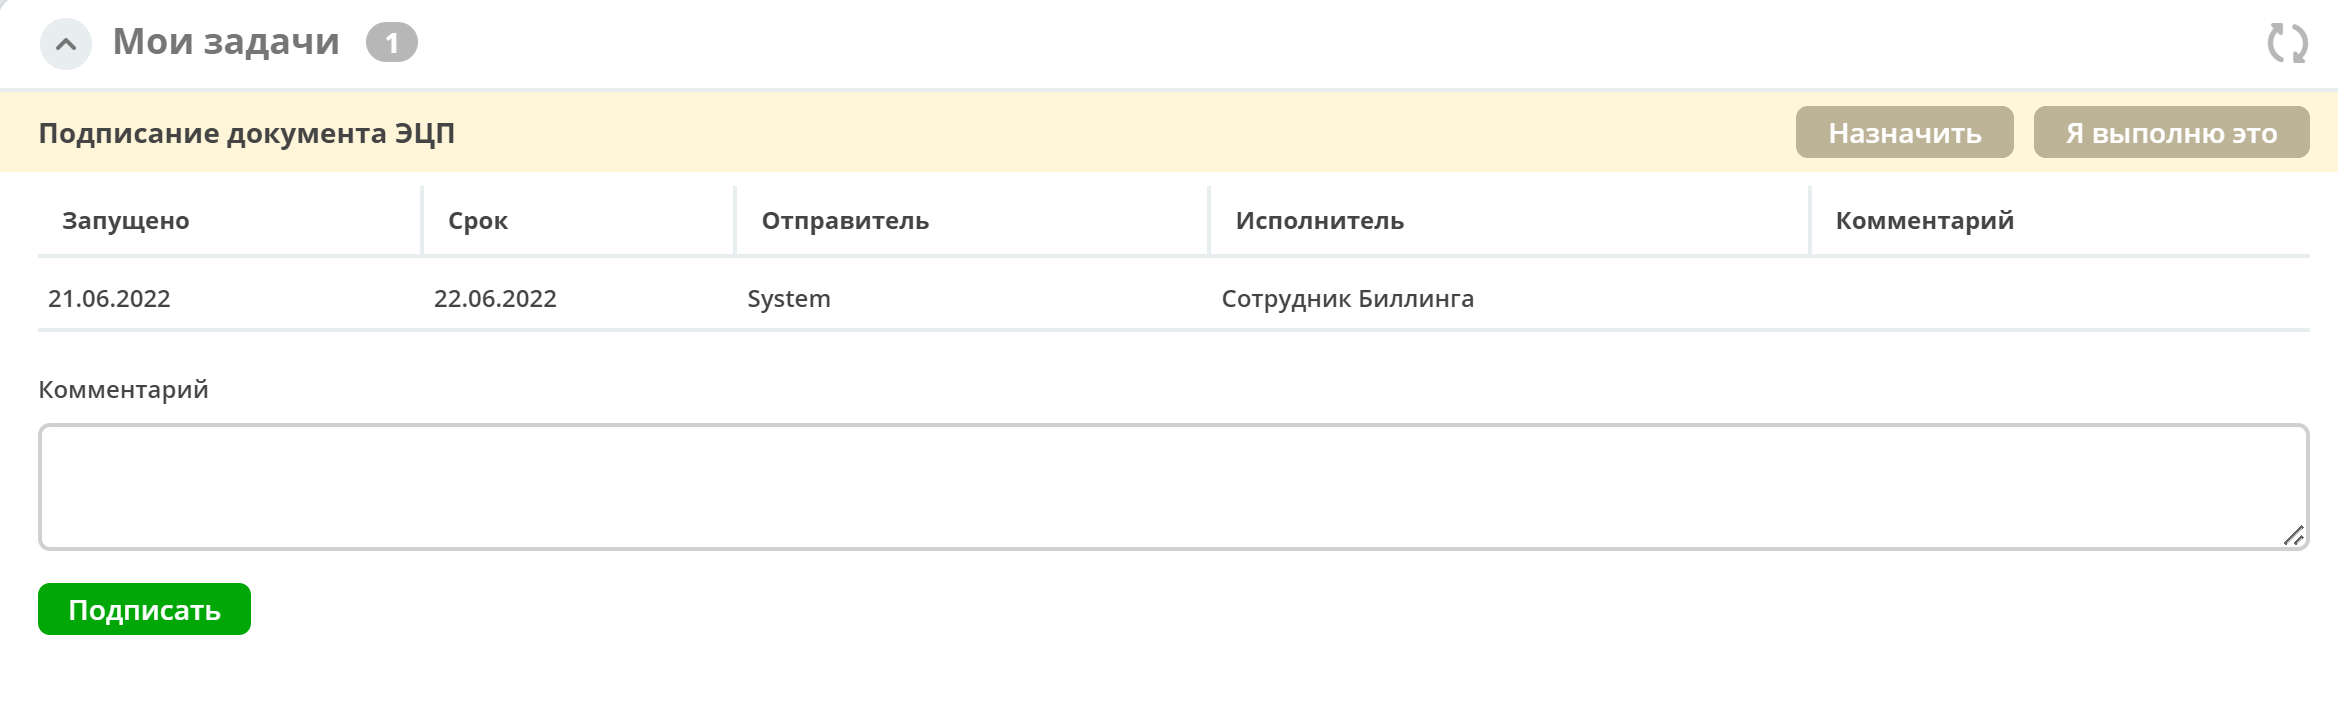 Мои задачи 1
Подписание документа ЭЦП Назначить Я выполню это
Запущено Срок Отправитель Исполнитель Комментарий
21.06.2022 22.06.2022 System Сотрудник Биллинга
Комментарий
Подписать